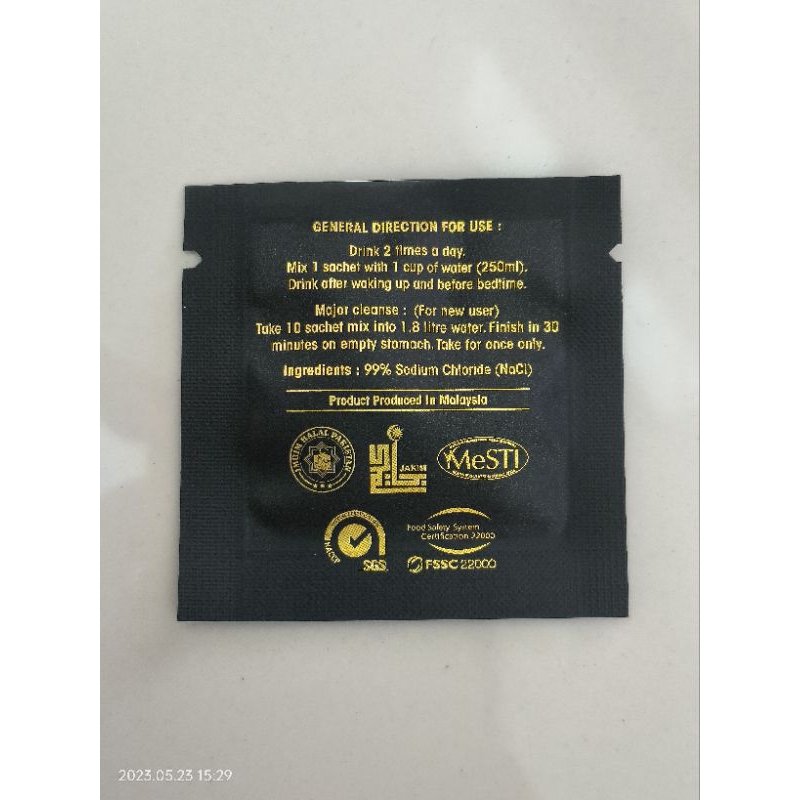 GENERAL DIRECTION FOR USE :
Drink 2 times a day.
Mix 1 sachet with 1 cup of water (250ml).
Drink after waking up and before bedtime.
Major cleanse : (For new user)
Take 10 sachet mix into 1.8 litre water. Finish in 30
minutes on empty stomach. Take for once only.
Ingredients : 99% Sodium Chloride (NaCl)
Product Produced In Malaysia
HALAL PAKISTAN
JAKIM
MeSTI
HACCP
SGS
Food Safety System
Certification 22000
FSSC 22000
2023.05.23 15:29